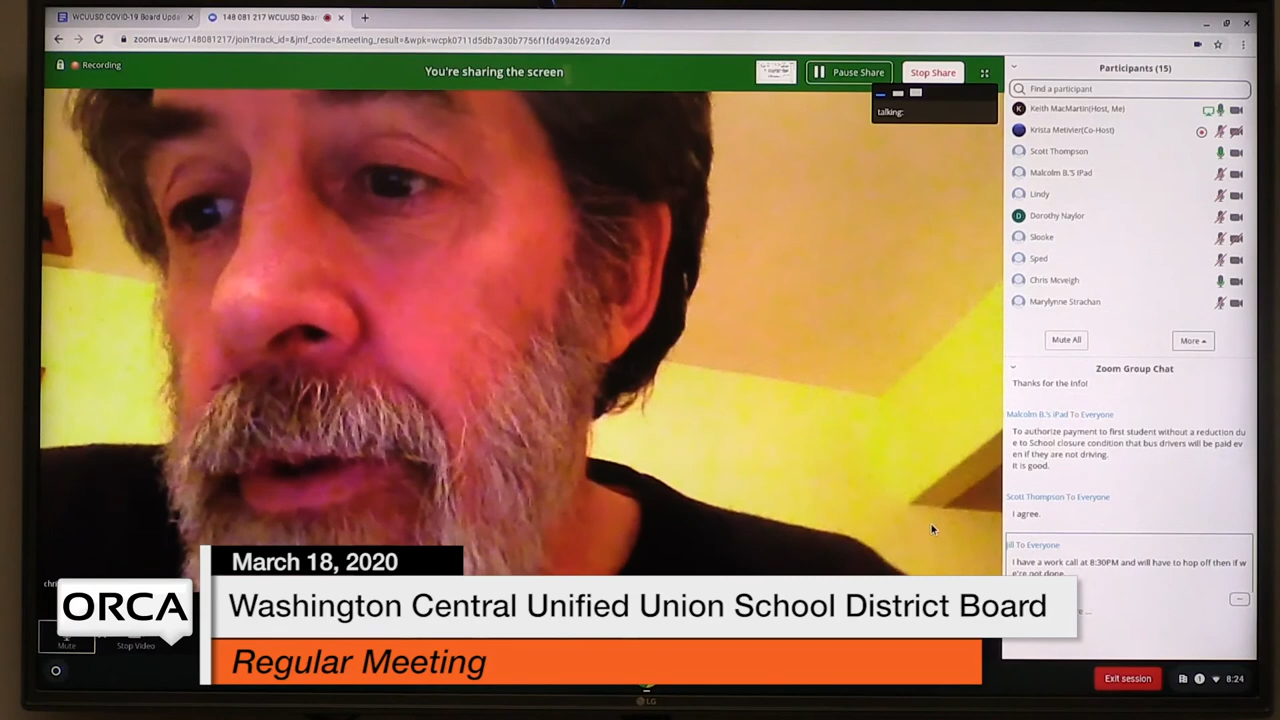 WCUUSD COVID-19 Board Upda
148 081 217 WCUUSD Boar
zoom.us/wc/148081217/join?track_id=&jmf_code=&meeting_result=&wpk=wcpk0711d5db7a30b7756f1fd49942692a7d
Recording
You're sharing the screen
Pause Share
Stop Share
talking:
Participants (15)
Find a participant
Keith MacMartin(Host, Me)
Krista Metivier(Co-Host)
Scott Thompson
Malcolm B.'S IPad
Lindy
D Dorothy Naylor
Slooke
Sped
Chris Mcveigh
Marylynne Strachan
Mute All
More
Zoom Group Chat
Thanks for the Info!
Malcolm B.'s iPad To Everyone
To authorize payment to first student without a reduction du
e to School closure condition that bus drivers will be paid ev
en if they are not driving.
It is good.
Scott Thompson To Everyone
I agree.
Jill To Everyone
I have a work call at 8:30PM and will have to hop off then if w
e're not done.
March 18, 2020
ORCA
Washington Central Unified Union School District Board
Regular Meeting
Mute
Stop Video
Exit session
1
8:24
LG